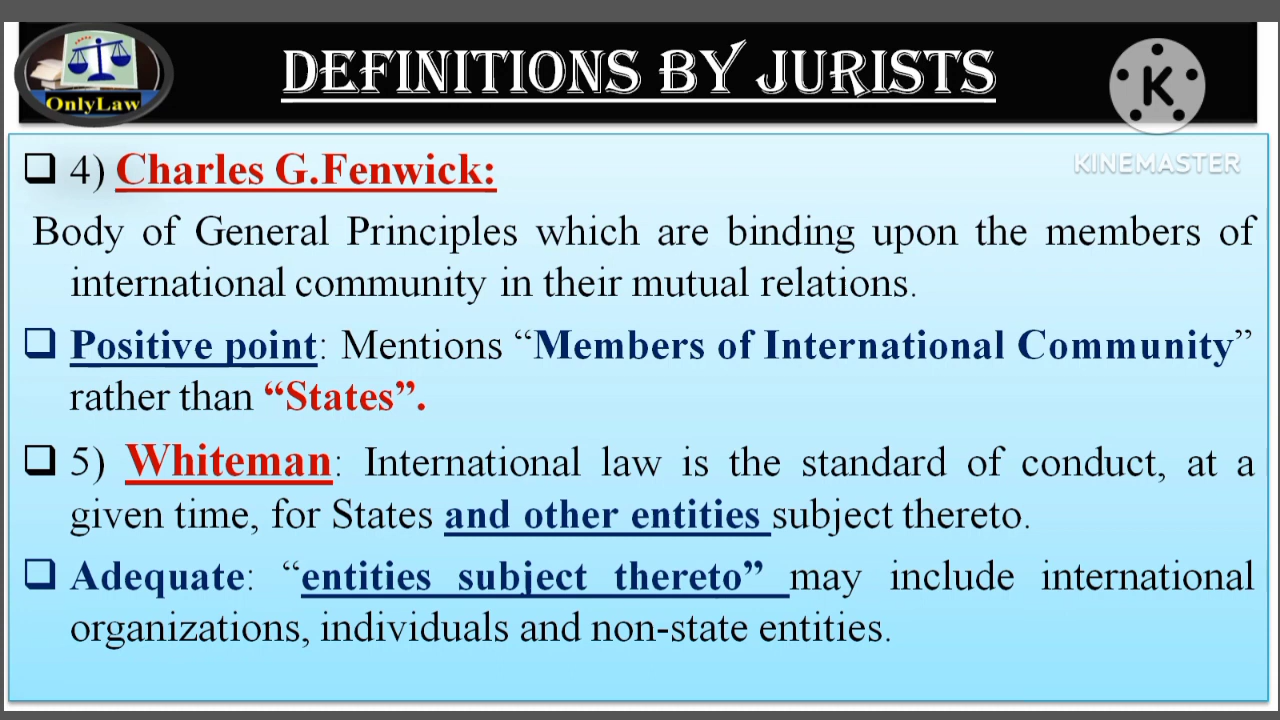 OnlyLaw
DEFINITIONS BY JURISTS
K
KINEMASTER
4) Charles G.Fenwick:
Body of General Principles which are binding upon the members of
international community in their mutual relations.
Positive point: Mentions “Members of International Community”
rather than “States”.
5) Whiteman: International law is the standard of conduct, at a
given time, for States and other entities subject thereto.
Adequate: “entities subject thereto” may include international
organizations, individuals and non-state entities.